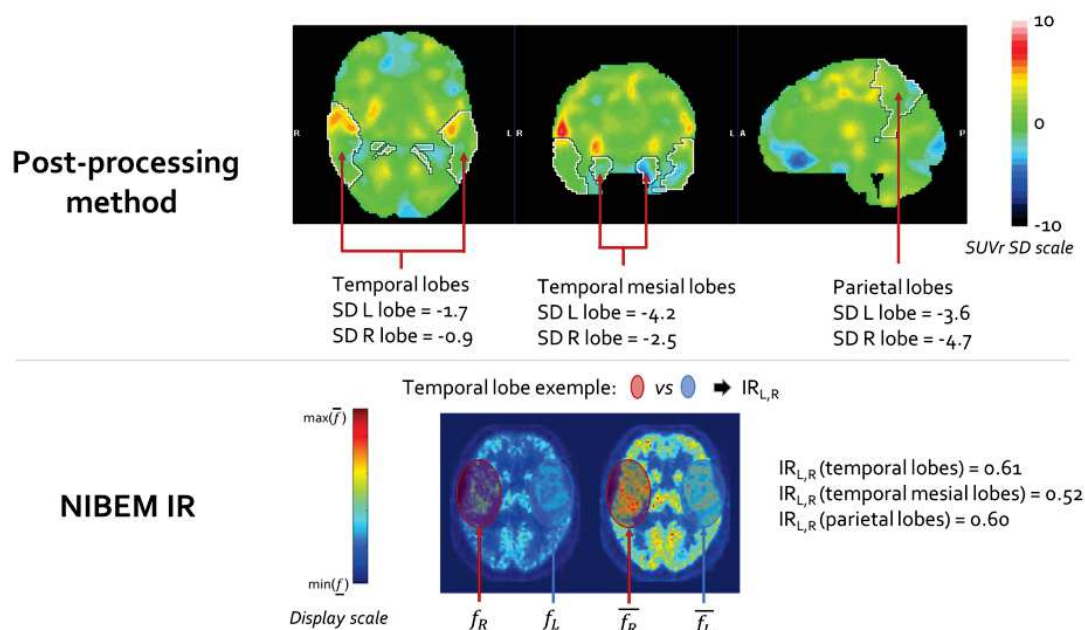 Post-processing
method
R
L
R
L
A
P
10
0
-10
SUVr SD scale
Temporal lobes
SD L lobe = -1.7
SD R lobe = -0.9
Temporal mesial lobes
SD L lobe = -4.2
SD R lobe = -2.5
Parietal lobes
SD L lobe = -3.6
SD R lobe = -4.7
NIBEM IR
Temporal lobe exemple: vs ➡ IR_{L,R}
max(f̅)
min(f̲)
Display scale
f_R
f_L
f̅_R
f̅_L
IR_{L,R} (temporal lobes) = 0.61
IR_{L,R} (temporal mesial lobes) = 0.52
IR_{L,R} (parietal lobes) = 0.60